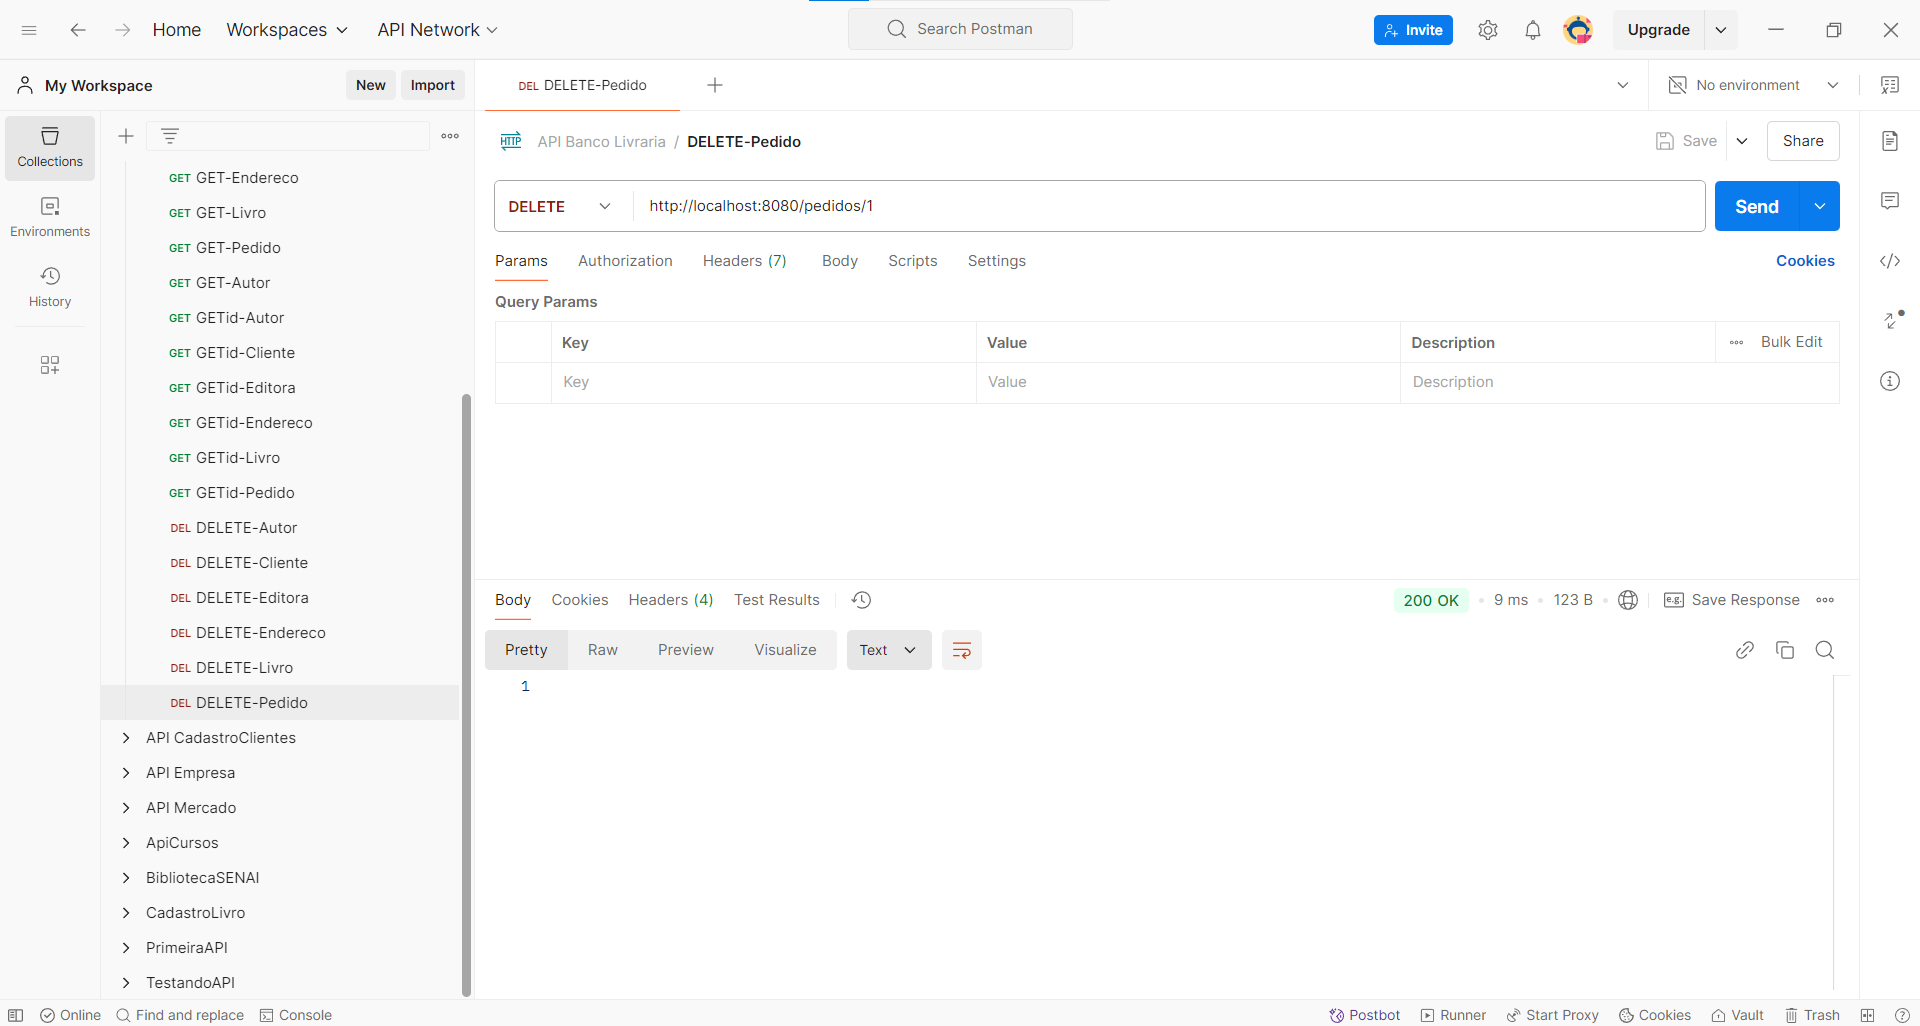 Home Workspaces API Network Search Postman Invite Upgrade
My Workspace New Import
DEL DELETE-Pedido No environment
Collections
Environments
History
GET GET-Endereco
GET GET-Livro
GET GET-Pedido
GET GET-Autor
GET GETid-Autor
GET GETid-Cliente
GET GETid-Editora
GET GETid-Endereco
GET GETid-Livro
GET GETid-Pedido
DEL DELETE-Autor
DEL DELETE-Cliente
DEL DELETE-Editora
DEL DELETE-Endereco
DEL DELETE-Livro
DEL DELETE-Pedido
API CadastroClientes
API Empresa
API Mercado
ApiCursos
BibliotecaSENAI
CadastroLivro
PrimeiraAPI
TestandoAPI
HTTP API Banco Livraria / DELETE-Pedido Save Share
DELETE http://localhost:8080/pedidos/1 Send
Params Authorization Headers (7) Body Scripts Settings Cookies
Query Params
Key Value Description Bulk Edit
Key Value Description
Body Cookies Headers (4) Test Results 200 OK 9 ms 123 B e.g. Save Response
Pretty Raw Preview Visualize Text
1
Online Find and replace Console Postbot Runner Start Proxy Cookies Vault Trash